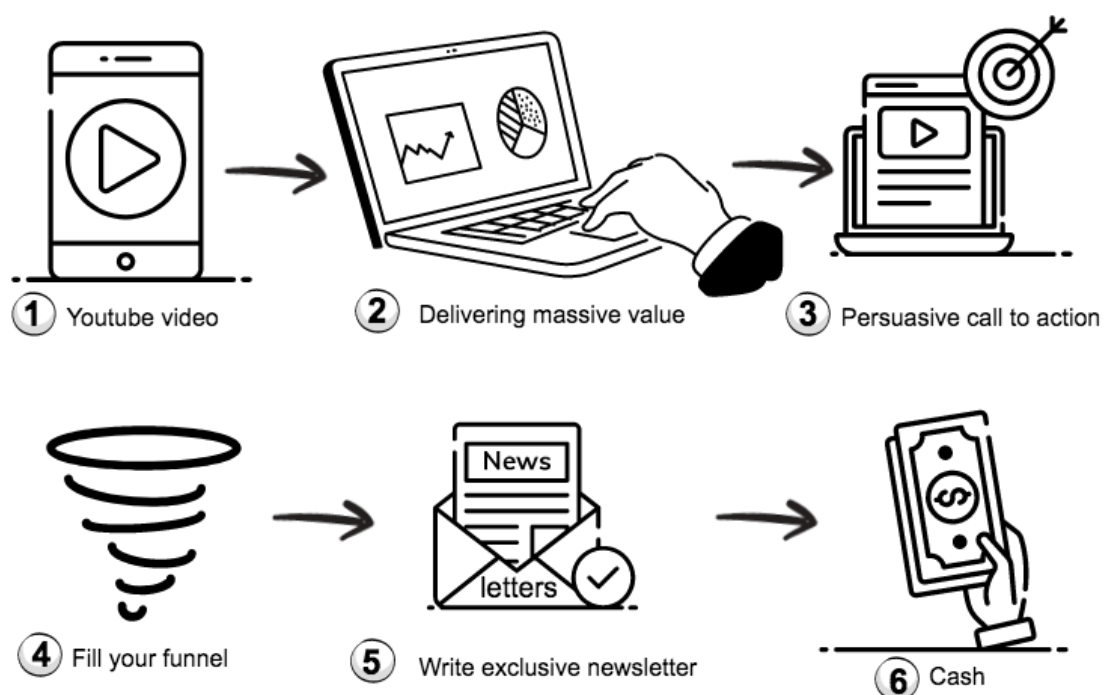 1 Youtube video
2 Delivering massive value
3 Persuasive call to action
News
letters
4 Fill your funnel
5 Write exclusive newsletter
$
6 Cash